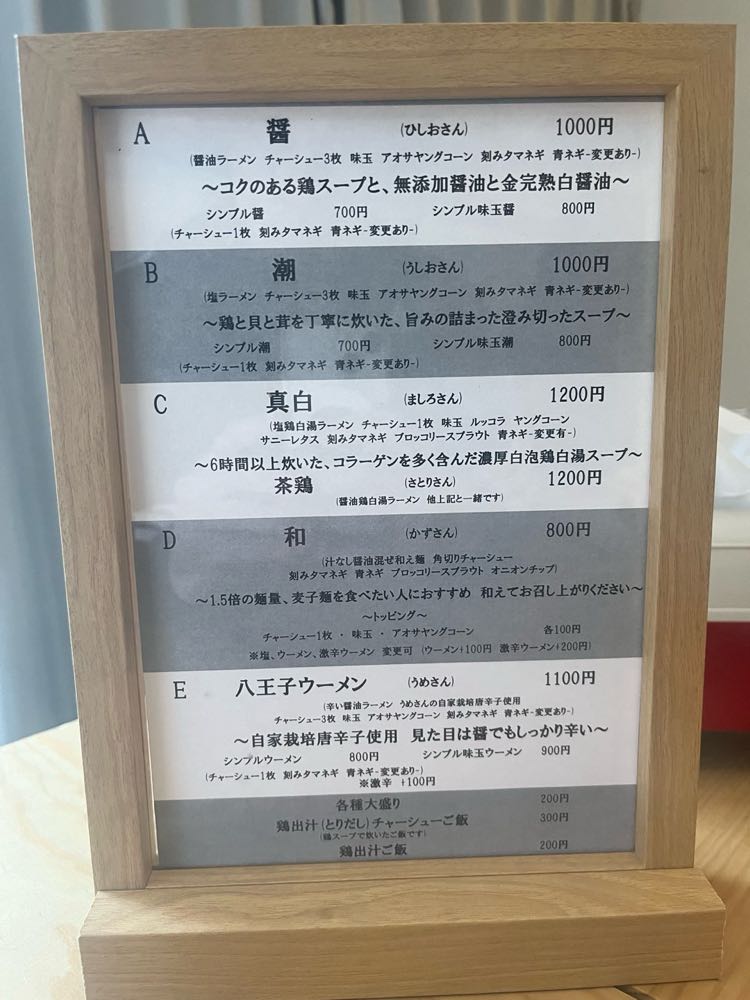 A 醤 (ひしおさん) 1000円
(醤油ラーメン チャーシュー3枚 味玉 アオサヤングコーン 刻みタマネギ 青ネギ-変更あり-)
～コクのある鶏スープと、無添加醤油と金完熟白醤油～
シンプル醤 700円 シンプル味玉醤 800円
(チャーシュー1枚 刻みタマネギ 青ネギ-変更あり-)
B 潮 (うしおさん) 1000円
(塩ラーメン チャーシュー3枚 味玉 アオサヤングコーン 刻みタマネギ 青ネギ-変更あり-)
～鶏と貝と茸を丁寧に炊いた、旨みの詰まった澄み切ったスープ～
シンプル潮 700円 シンプル味玉潮 800円
(チャーシュー1枚 刻みタマネギ 青ネギ-変更あり-)
C 真白 (ましろさん) 1200円
(塩鶏白湯ラーメン チャーシュー1枚 味玉 ルッコラ ヤングコーン
サニーレタス 刻みタマネギ ブロッコリースプラウト 青ネギ-変更有-)
～6時間以上炊いた、コラーゲンを多く含んだ濃厚白泡鶏白湯スープ～
茶鶏 (さとりさん) 1200円
(醤油鶏白湯ラーメン 他上記と一緒です)
D 和 (かずさん) 800円
(汁なし醤油混ぜ和え麺 角切りチャーシュー
刻みタマネギ 青ネギ ブロッコリースプラウト オニオンチップ)
～1.5倍の麺量、麦子麺を食べたい人におすすめ 和えてお召し上がりください～
～トッピング～
チャーシュー1枚・味玉・アオサヤングコーン 各100円
※塩、ウーメン、激辛ウーメン 変更可 (ウーメン+100円 激辛ウーメン+200円)
E 八王子ウーメン (うめさん) 1100円
(辛い醤油ラーメン うめさんの自家栽培唐辛子使用
チャーシュー3枚 味玉 アオサヤングコーン 刻みタマネギ 青ネギ-変更あり-)
～自家栽培唐辛子使用 見た目は醤でもしっかり辛い～
シンプルウーメン 800円 シンプル味玉ウーメン 900円
(チャーシュー1枚 刻みタマネギ 青ネギ-変更あり-)
※激辛 +100円
各種大盛り 200円
鶏出汁(とりだし)チャーシューご飯 300円
(鶏スープで炊いたご飯です)
鶏出汁ご飯 200円